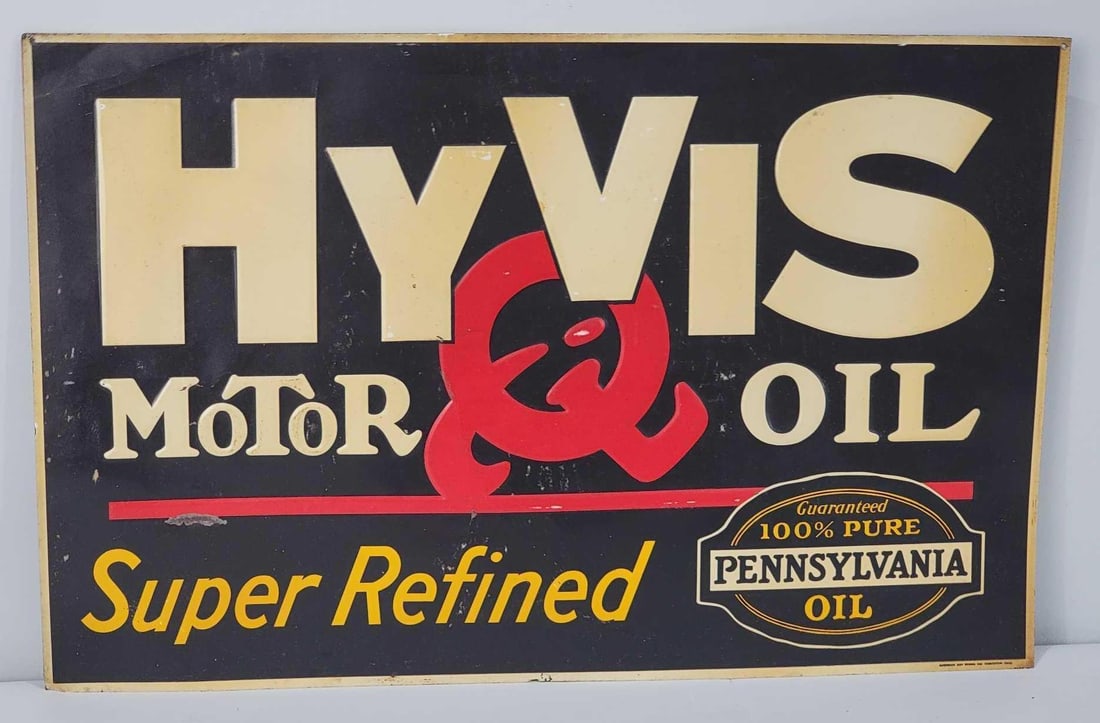 HYVIS
MOTOR OIL
Super Refined
Guaranteed
100% PURE
PENNSYLVANIA
OIL